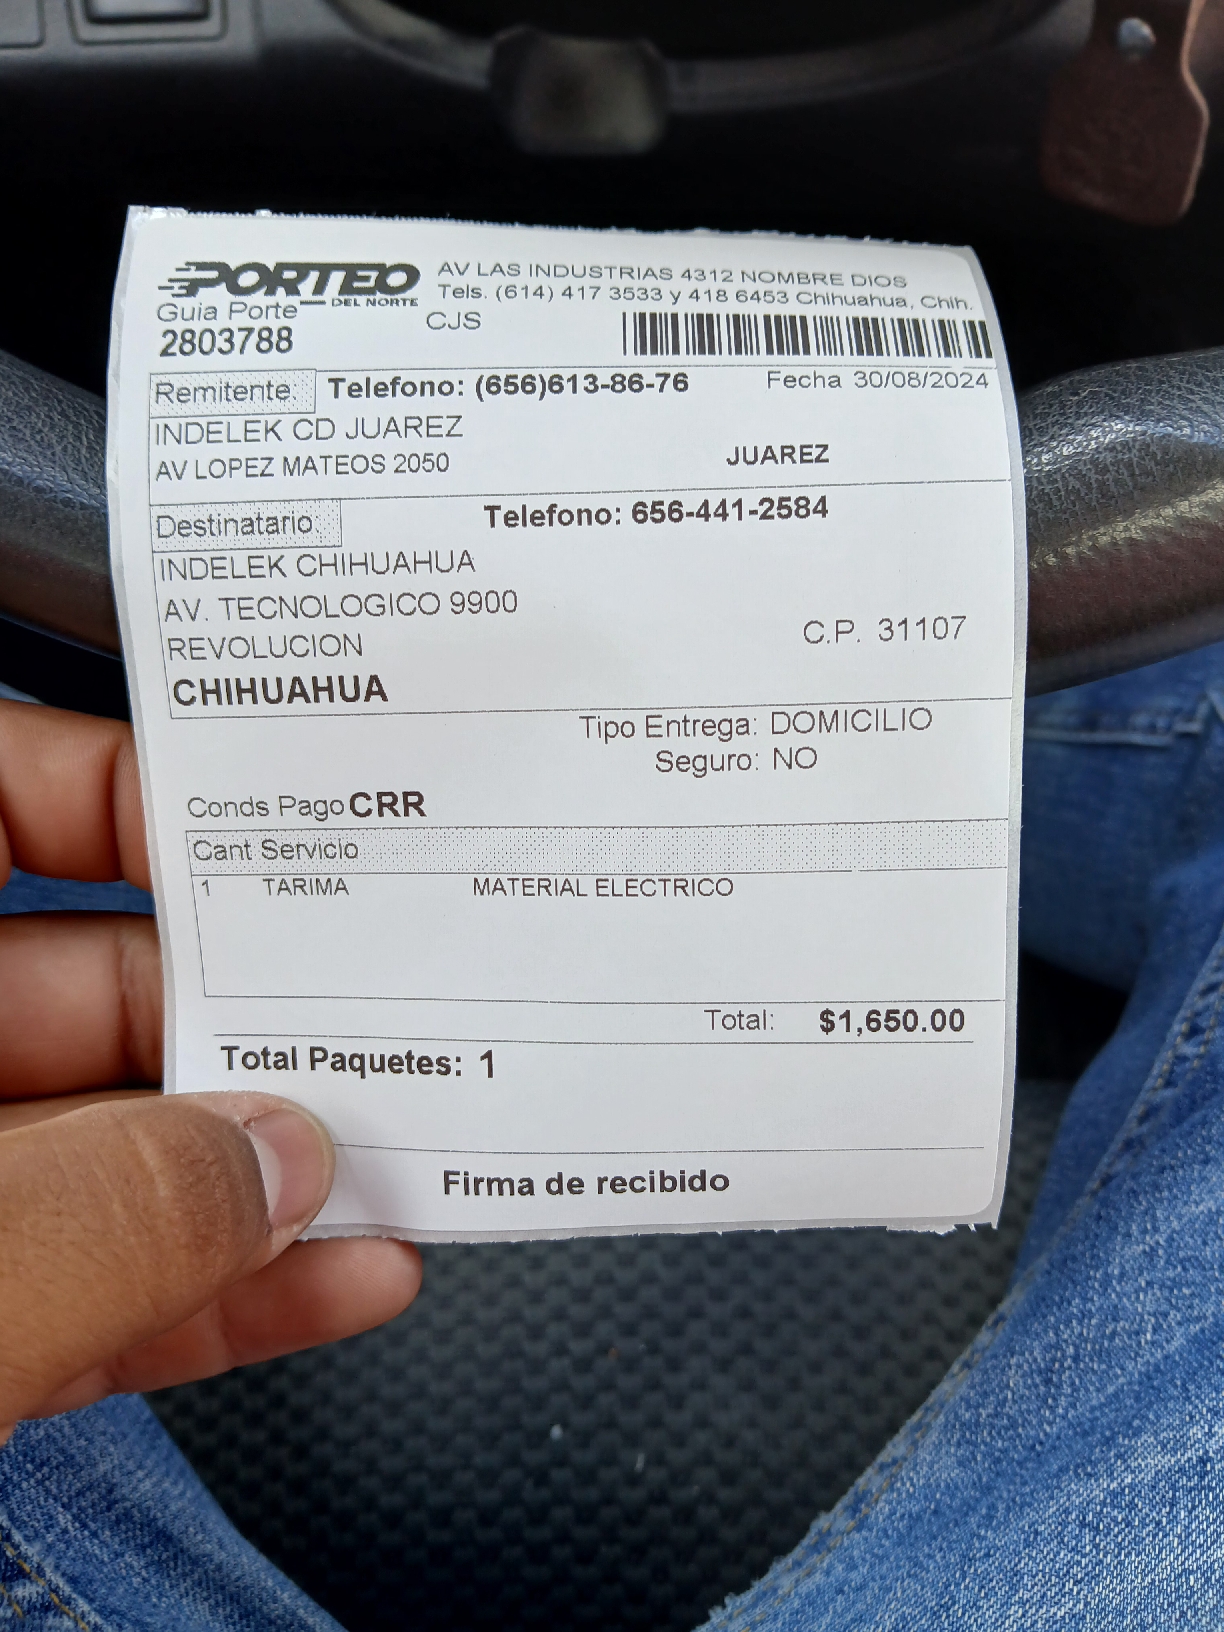 PORTEO
DEL NORTE
AV LAS INDUSTRIAS 4312 NOMBRE DIOS
Tels. (614) 417 3533 y 418 6453 Chihuahua, Chih.
Guia Porte
CJS
2803788
Remitente: Telefono: (656)613-86-76 Fecha 30/08/2024
INDELEK CD JUAREZ
AV LOPEZ MATEOS 2050 JUAREZ
Destinatario: Telefono: 656-441-2584
INDELEK CHIHUAHUA
AV. TECNOLOGICO 9900
REVOLUCION C.P. 31107
CHIHUAHUA
Tipo Entrega: DOMICILIO
Seguro: NO
Conds Pago CRR
Cant Servicio
1 TARIMA MATERIAL ELECTRICO
Total: $1,650.00
Total Paquetes: 1
Firma de recibido